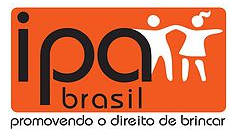 ipa
brasil
promovendo o direito de brincar